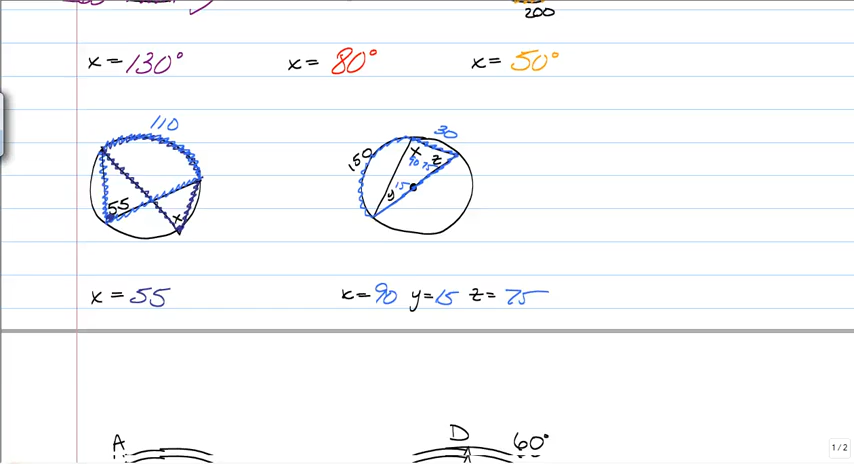 200
x = 130°
x = 80°
x = 50°
110
55
x
150
30
x
90
75
z
y
15
x = 55
x = 90 y = 15 z = 75
A
D
60°
1 / 2